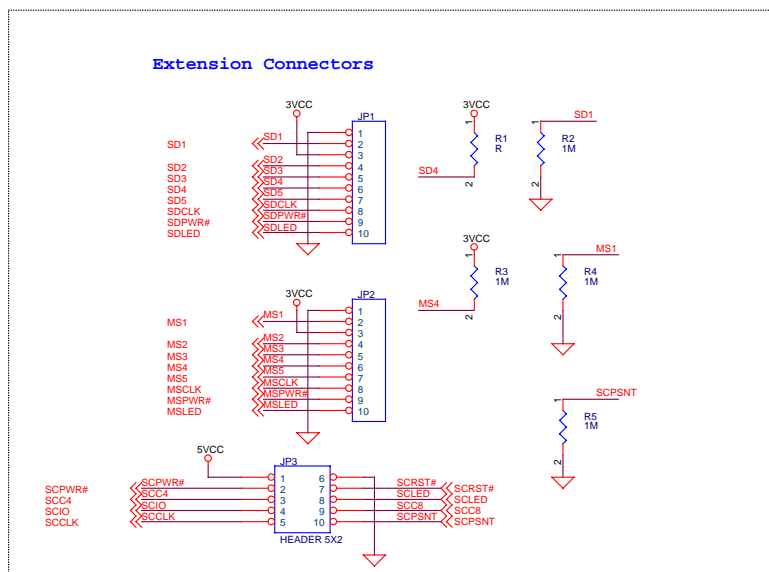 Extension Connectors
3VCC JP1 3VCC
SD1 SD1 1 1 R1 R 2 SD4
1 SD1 R2 1M 2
2
3
SD2 SD2 4
SD3 SD3 5
SD4 SD4 6
SD5 SD5 7
SDCLK SDCLK 8
SDPWR# SDPWR# 9
SDLED SDLED 10
3VCC JP2 3VCC
1 R3 1M 2 MS4
1 MS1 R4 1M 2
1
MS1 MS1 2
3
MS2 MS2 4
MS3 MS3 5
MS4 MS4 6
MS5 MS5 7
MSCLK MSCLK 8
MSPWR# MSPWR# 9
MSLED MSLED 10
1 SCPSNT R5 1M 2
5VCC JP3
1 6
SCPWR# SCPWR# 2 7 SCRST# SCRST#
SCC4 SCC4 3 8 SCLED SCLED
SCIO SCIO 4 9 SCC8 SCC8
SCCLK SCCLK 5 10 SCPSNT SCPSNT
HEADER 5X2